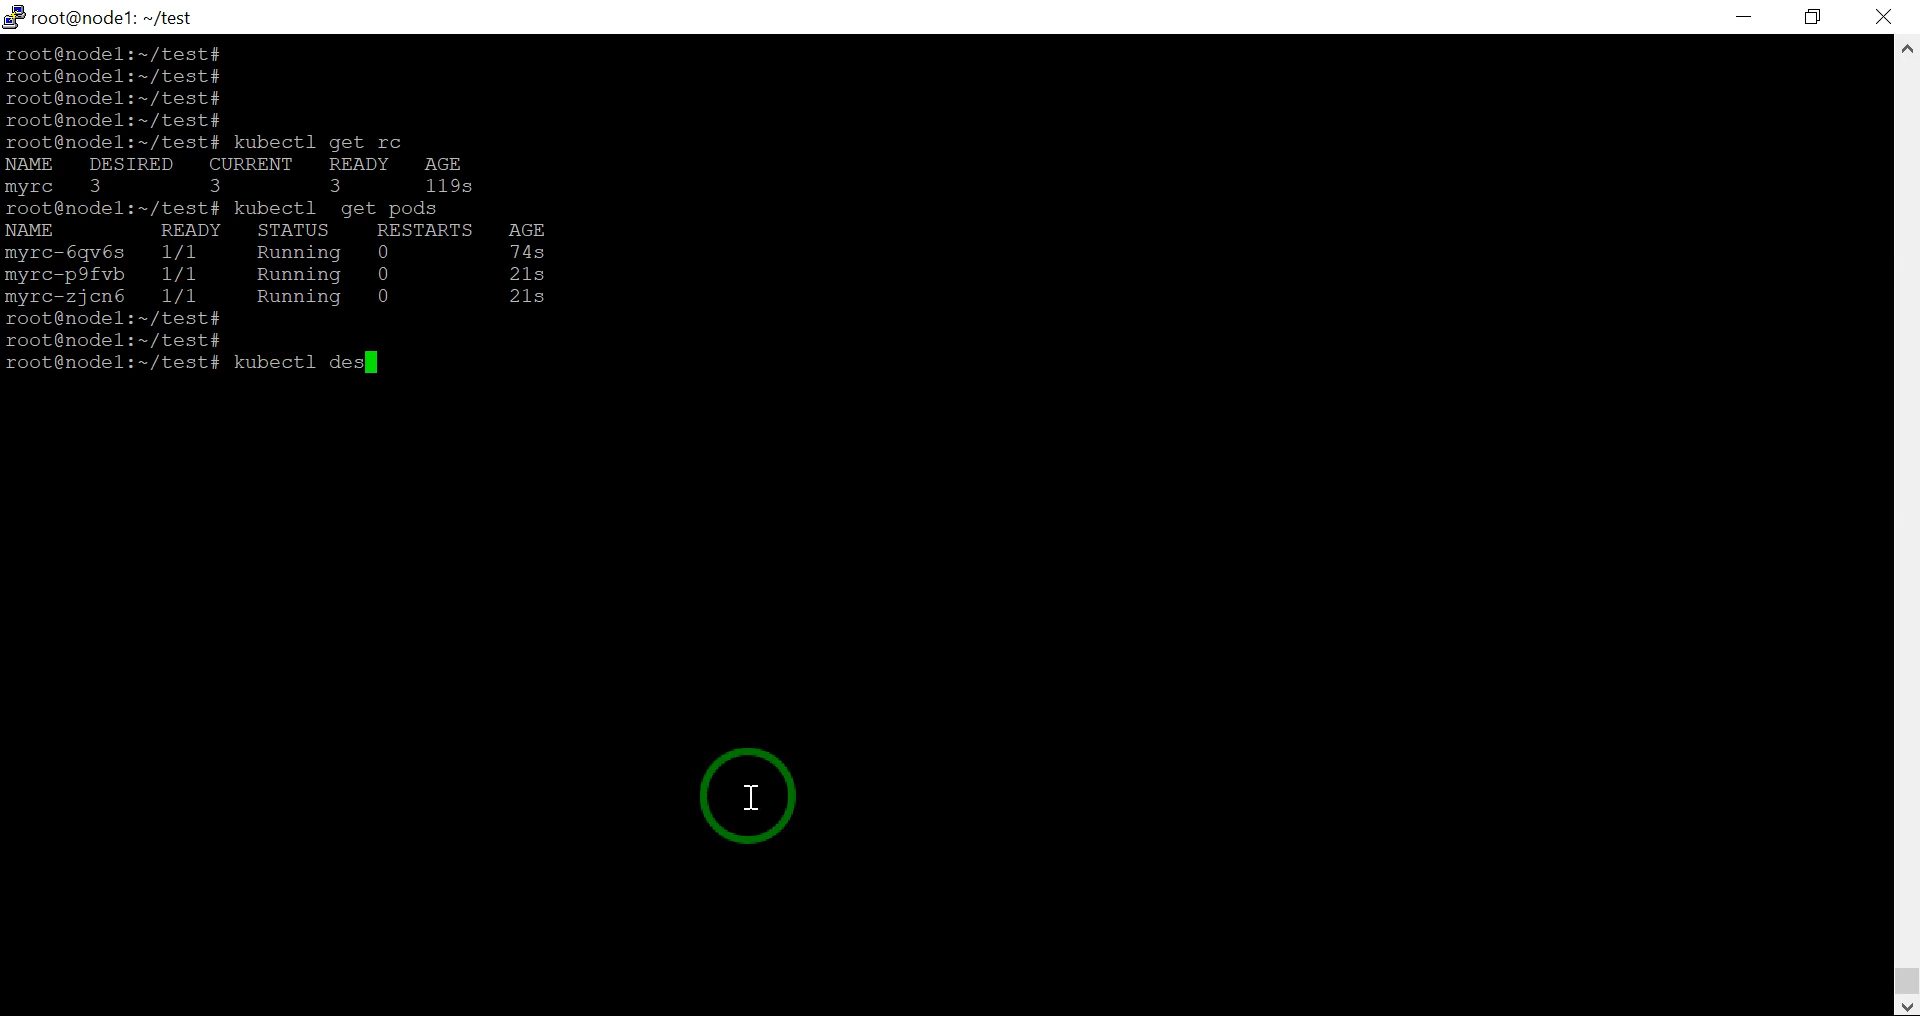 root@node1: ~/test
root@node1:~/test#
root@node1:~/test#
root@node1:~/test#
root@node1:~/test#
root@node1:~/test# kubectl get rc
NAME   DESIRED   CURRENT   READY   AGE
myrc   3         3         3       119s
root@node1:~/test# kubectl  get pods
NAME         READY   STATUS    RESTARTS   AGE
myrc-6qv6s   1/1     Running   0          74s
myrc-p9fvb   1/1     Running   0          21s
myrc-zjcn6   1/1     Running   0          21s
root@node1:~/test#
root@node1:~/test#
root@node1:~/test# kubectl des